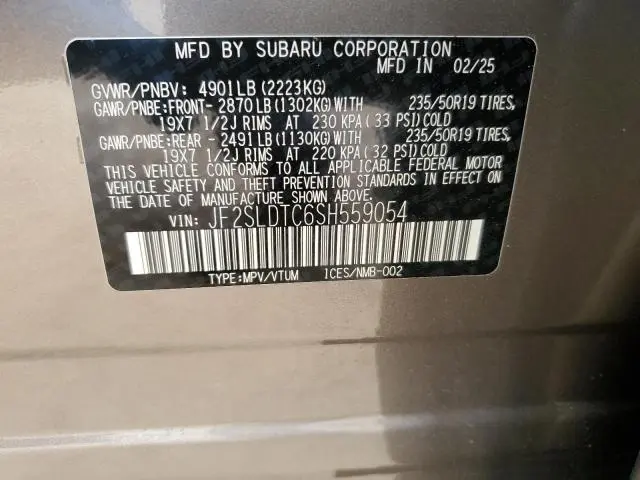 MFD BY SUBARU CORPORATION
MFD IN 02/25
GVWR/PNBV: 4901LB (2223KG)
GAWR/PNBE:FRONT- 2870LB (1302KG)WITH 235/50R19 TIRES,
19X7 1/2J RIMS AT 230 KPA (33 PSI)COLD
GAWR/PNBE:REAR - 2491LB (1130KG)WITH 235/50R19 TIRES,
19X7 1/2J RIMS AT 220 KPA (32 PSI)COLD
THIS VEHICLE CONFORMS TO ALL APPLICABLE FEDERAL MOTOR
VEHICLE SAFETY AND THEFT PREVENTION STANDARDS IN EFFECT ON
THE DATE OF MANUFACTURE SHOWN ABOVE.
VIN: JF2SLDTC6SH559054
TYPE:MPV/VTUM ICES/NMB-002